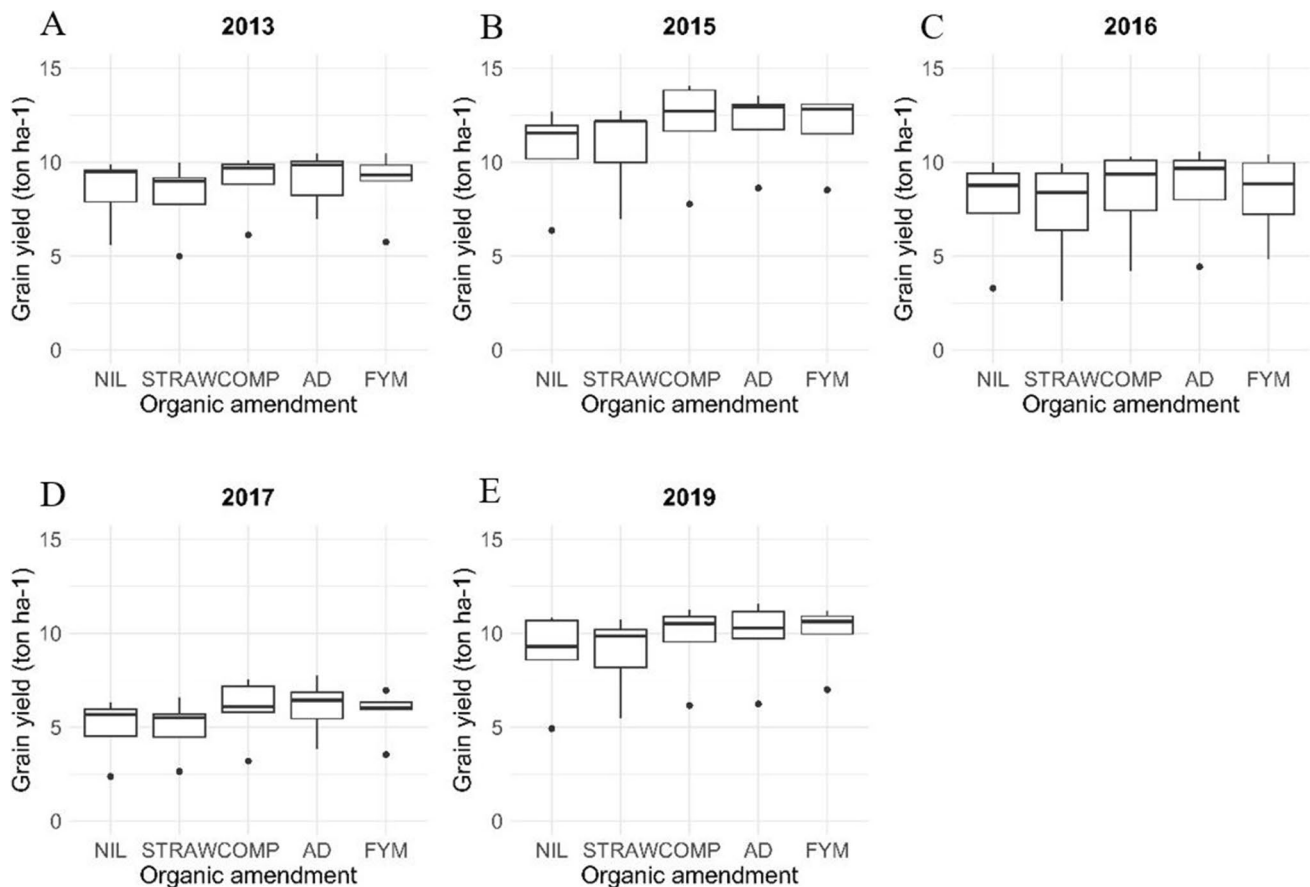 A 2013
Grain yield (ton ha-1)
15
10
5
0
NIL STRAWCOMP AD FYM
Organic amendment
B 2015
Grain yield (ton ha-1)
15
10
5
0
NIL STRAWCOMP AD FYM
Organic amendment
C 2016
Grain yield (ton ha-1)
15
10
5
0
NIL STRAWCOMP AD FYM
Organic amendment
D 2017
Grain yield (ton ha-1)
15
10
5
0
NIL STRAWCOMP AD FYM
Organic amendment
E 2019
Grain yield (ton ha-1)
15
10
5
0
NIL STRAWCOMP AD FYM
Organic amendment